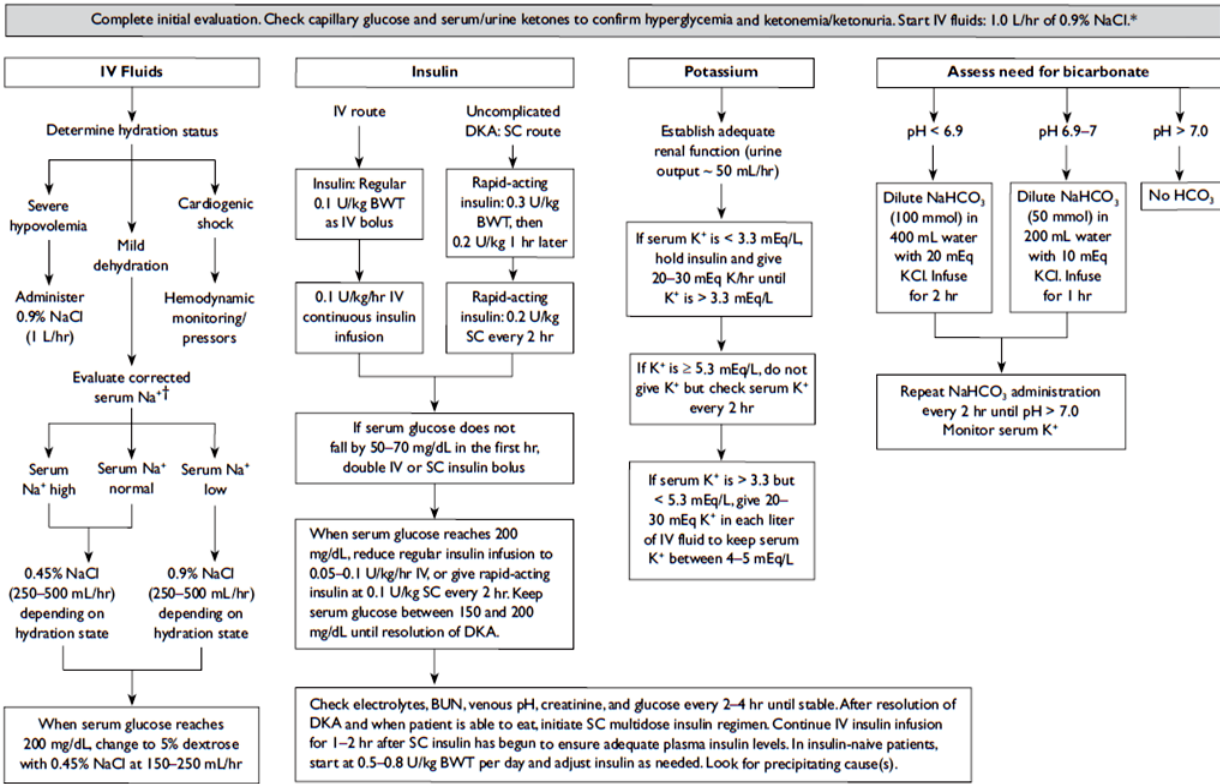 Complete initial evaluation. Check capillary glucose and serum/urine ketones to confirm hyperglycemia and ketonemia/ketonuria. Start IV fluids: 1.0 L/hr of 0.9% NaCl.*
IV Fluids
Determine hydration status
Severe
hypovolemia
Mild
dehydration
Cardiogenic
shock
Administer
0.9% NaCl
(1 L/hr)
Hemodynamic
monitoring/
pressors
Evaluate corrected
serum Na⁺†
Serum
Na⁺ high
Serum Na⁺
normal
Serum Na⁺
low
0.45% NaCl
(250–500 mL/hr)
depending on
hydration state
0.9% NaCl
(250–500 mL/hr)
depending on
hydration state
When serum glucose reaches
200 mg/dL, change to 5% dextrose
with 0.45% NaCl at 150–250 mL/hr
Insulin
IV route
Uncomplicated
DKA: SC route
Insulin: Regular
0.1 U/kg BWT
as IV bolus
Rapid-acting
insulin: 0.3 U/kg
BWT, then
0.2 U/kg 1 hr later
0.1 U/kg/hr IV
continuous insulin
infusion
Rapid-acting
insulin: 0.2 U/kg
SC every 2 hr
If serum glucose does not
fall by 50–70 mg/dL in the first hr,
double IV or SC insulin bolus
When serum glucose reaches 200
mg/dL, reduce regular insulin infusion to
0.05–0.1 U/kg/hr IV, or give rapid-acting
insulin at 0.1 U/kg SC every 2 hr. Keep
serum glucose between 150 and 200
mg/dL until resolution of DKA.
Check electrolytes, BUN, venous pH, creatinine, and glucose every 2–4 hr until stable. After resolution of
DKA and when patient is able to eat, initiate SC multidose insulin regimen. Continue IV insulin infusion
for 1–2 hr after SC insulin has begun to ensure adequate plasma insulin levels. In insulin-naive patients,
start at 0.5–0.8 U/kg BWT per day and adjust insulin as needed. Look for precipitating cause(s).
Potassium
Establish adequate
renal function (urine
output ~ 50 mL/hr)
If serum K⁺ is < 3.3 mEq/L,
hold insulin and give
20–30 mEq K/hr until
K⁺ is > 3.3 mEq/L
If K⁺ is ≥ 5.3 mEq/L, do not
give K⁺ but check serum K⁺
every 2 hr
If serum K⁺ is > 3.3 but
< 5.3 mEq/L, give 20–
30 mEq K⁺ in each liter
of IV fluid to keep serum
K⁺ between 4–5 mEq/L
Assess need for bicarbonate
pH < 6.9
pH 6.9–7
pH > 7.0
Dilute NaHCO₃
(100 mmol) in
400 mL water
with 20 mEq
KCl. Infuse
for 2 hr
Dilute NaHCO₃
(50 mmol) in
200 mL water
with 10 mEq
KCl. Infuse
for 1 hr
No HCO₃
Repeat NaHCO₃ administration
every 2 hr until pH > 7.0
Monitor serum K⁺